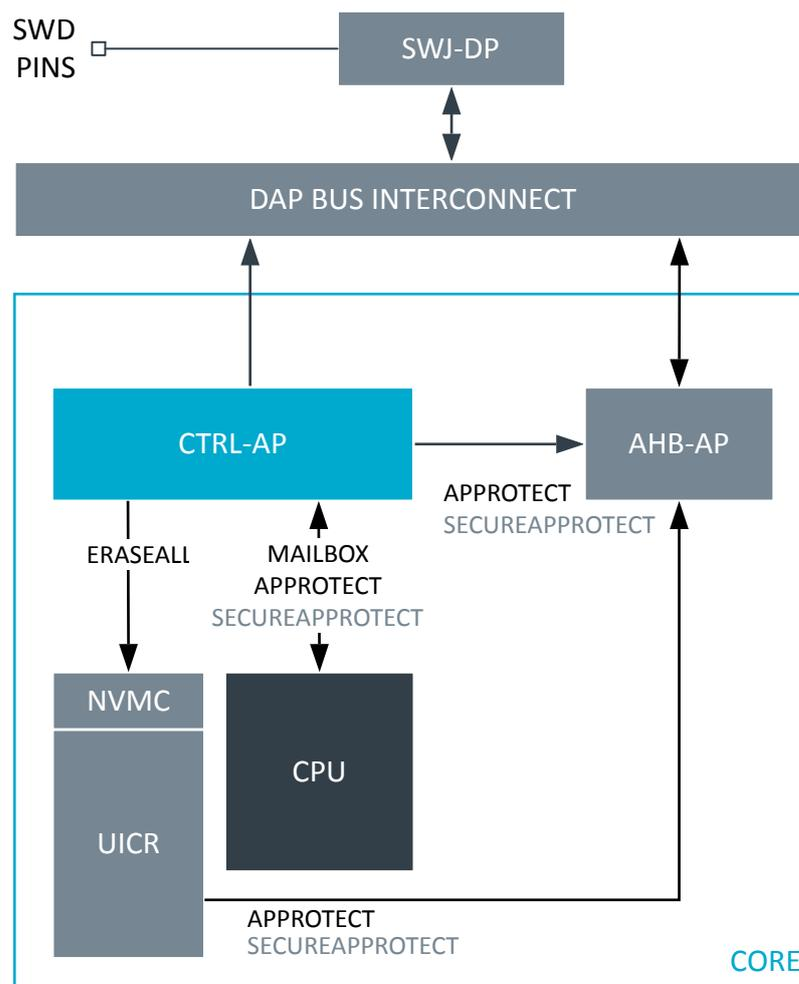 SWD
PINS
SWJ-DP
DAP BUS INTERCONNECT
CTRL-AP
AHB-AP
APPROTECT
SECUREAPPROTECT
ERASEALL
MAILBOX
APPROTECT
SECUREAPPROTECT
NVMC
UICR
CPU
APPROTECT
SECUREAPPROTECT
CORE